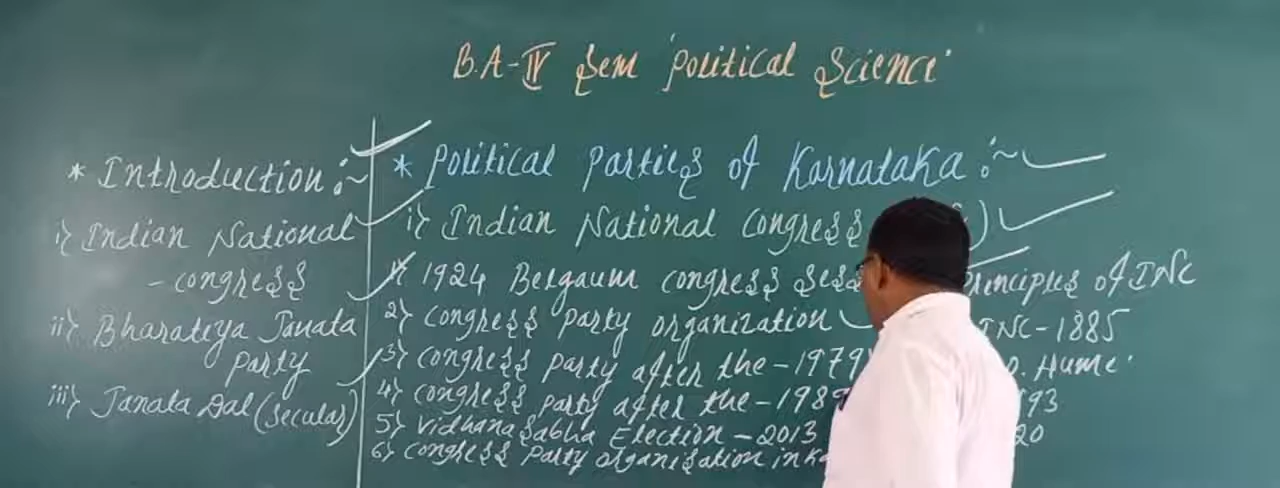 B.A-IV Sem Political Science
* Introduction :~
i) Indian National
- congress
ii) Bharatiya Janata
Party
iii) Janata Dal (secular)
* Political Parties of Karnataka :~
i) Indian National Congress )
1) 1924 Belgaum congress of INC
2) congress party organization INC-1885
3) congress party after the - 1979 Hume
4) congress party after the - 93
5) vidhana Sabha Election - 2013 20
6) congress party organisation in